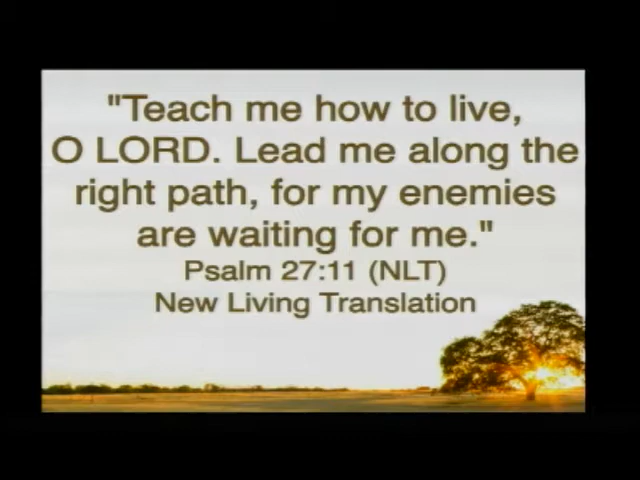 "Teach me how to live,
O LORD. Lead me along the
right path, for my enemies
are waiting for me."
Psalm 27:11 (NLT)
New Living Translation